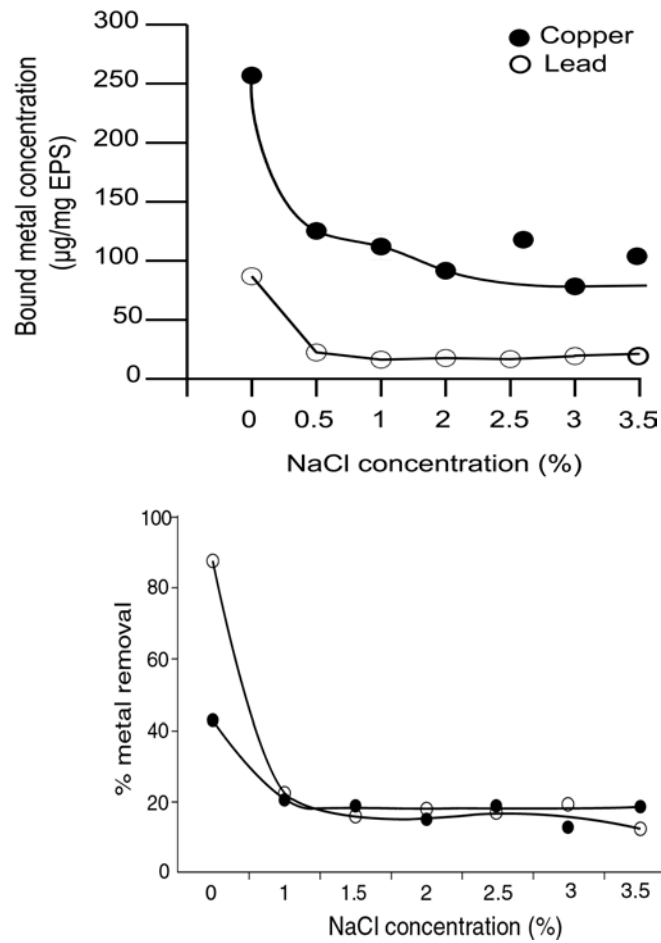 300
250
200
150
100
50
0
Bound metal concentration
(µg/mg EPS)
Copper
Lead
0 0.5 1 2 2.5 3 3.5
NaCl concentration (%)
100
80
60
40
20
0
% metal removal
0 1 1.5 2 2.5 3 3.5
NaCl concentration (%)